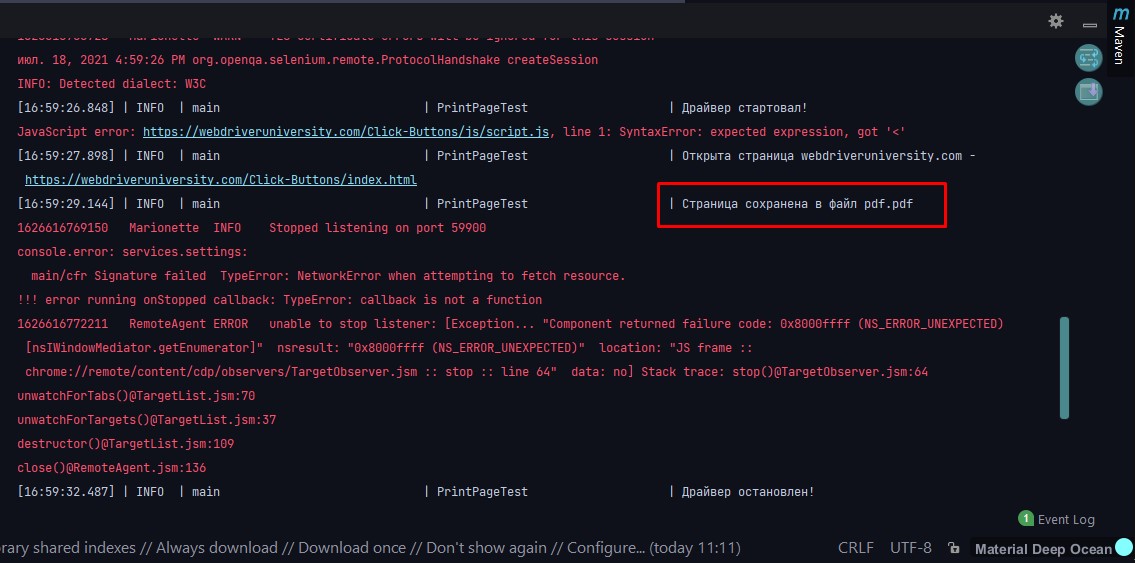 m
Maven
июл. 18, 2021 4:59:26 PM org.openqa.selenium.remote.ProtocolHandshake createSession
INFO: Detected dialect: W3C
[16:59:26.848] | INFO | main | PrintPageTest | Драйвер стартовал!
JavaScript error: https://webdriveruniversity.com/Click-Buttons/js/script.js, line 1: SyntaxError: expected expression, got '<'
[16:59:27.898] | INFO | main | PrintPageTest | Открыта страница webdriveruniversity.com -
https://webdriveruniversity.com/Click-Buttons/index.html
[16:59:29.144] | INFO | main | PrintPageTest | Страница сохранена в файл pdf.pdf
1626616769150 Marionette INFO Stopped listening on port 59900
console.error: services.settings:
main/cfr Signature failed TypeError: NetworkError when attempting to fetch resource.
!!! error running onStopped callback: TypeError: callback is not a function
1626616772211 RemoteAgent ERROR unable to stop listener: [Exception... "Component returned failure code: 0x8000ffff (NS_ERROR_UNEXPECTED)
[nsIWindowMediator.getEnumerator]" nsresult: "0x8000ffff (NS_ERROR_UNEXPECTED)" location: "JS frame ::
chrome://remote/content/cdp/observers/TargetObserver.jsm :: stop :: line 64" data: no] Stack trace: stop()@TargetObserver.jsm:64
unwatchForTabs()@TargetList.jsm:70
unwatchForTargets()@TargetList.jsm:37
destructor()@TargetList.jsm:109
close()@RemoteAgent.jsm:136
[16:59:32.487] | INFO | main | PrintPageTest | Драйвер остановлен!
1 Event Log
rary shared indexes // Always download // Download once // Don't show again // Configure... (today 11:11) CRLF UTF-8 Material Deep Ocean